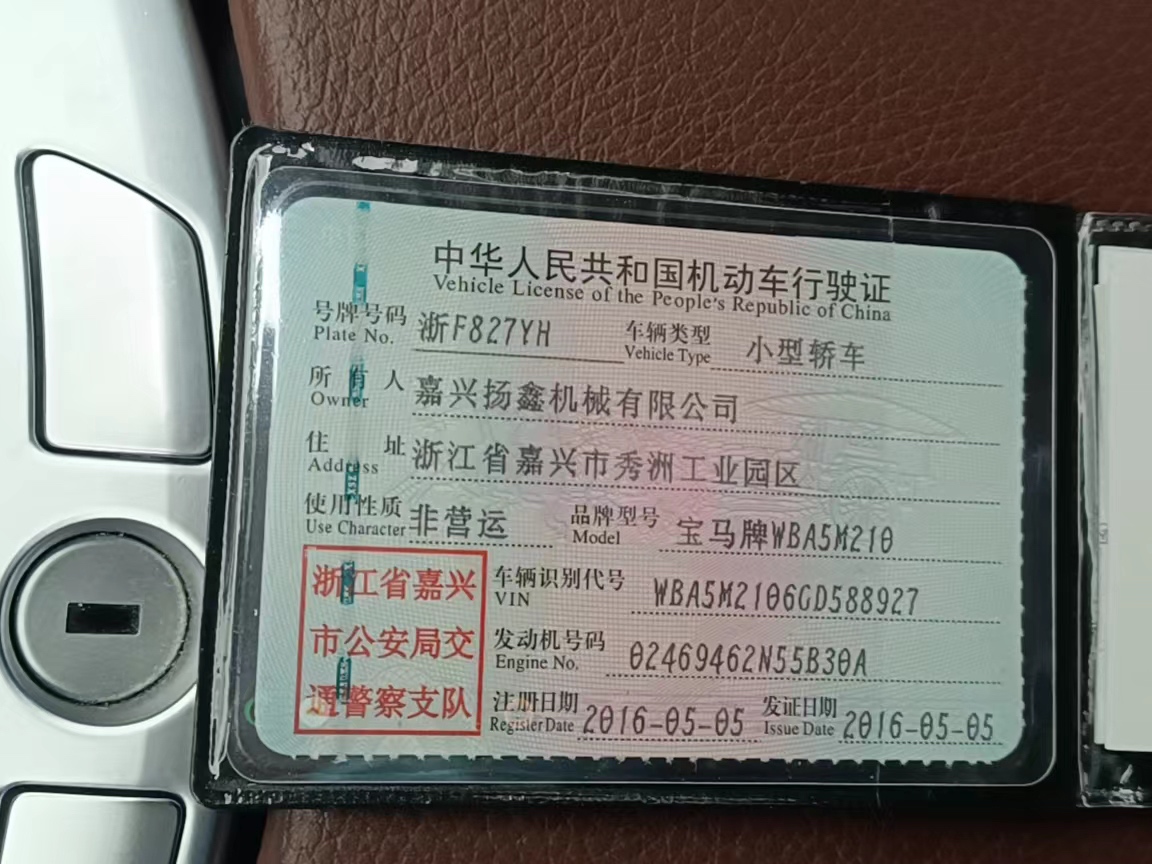 中华人民共和国机动车行驶证
Vehicle License of the People's Republic of China
号牌号码 浙F827YH 车辆类型 小型轿车
Plate No. Vehicle Type
所有人 嘉兴扬鑫机械有限公司
Owner
住址 浙江省嘉兴市秀洲工业园区
Address
使用性质 非营运 品牌型号 宝马牌WBA5M210
Use Character Model
浙江省嘉兴
市公安局交
通警察支队
车辆识别代号 WBA5M2106GD588927
VIN
发动机号码 02469462N55B30A
Engine No.
注册日期 2016-05-05 发证日期 2016-05-05
Register Date Issue Date